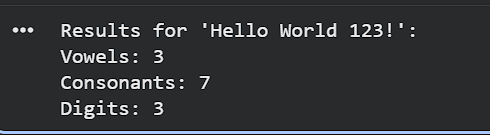 Results for 'Hello World 123!':
Vowels: 3
Consonants: 7
Digits: 3